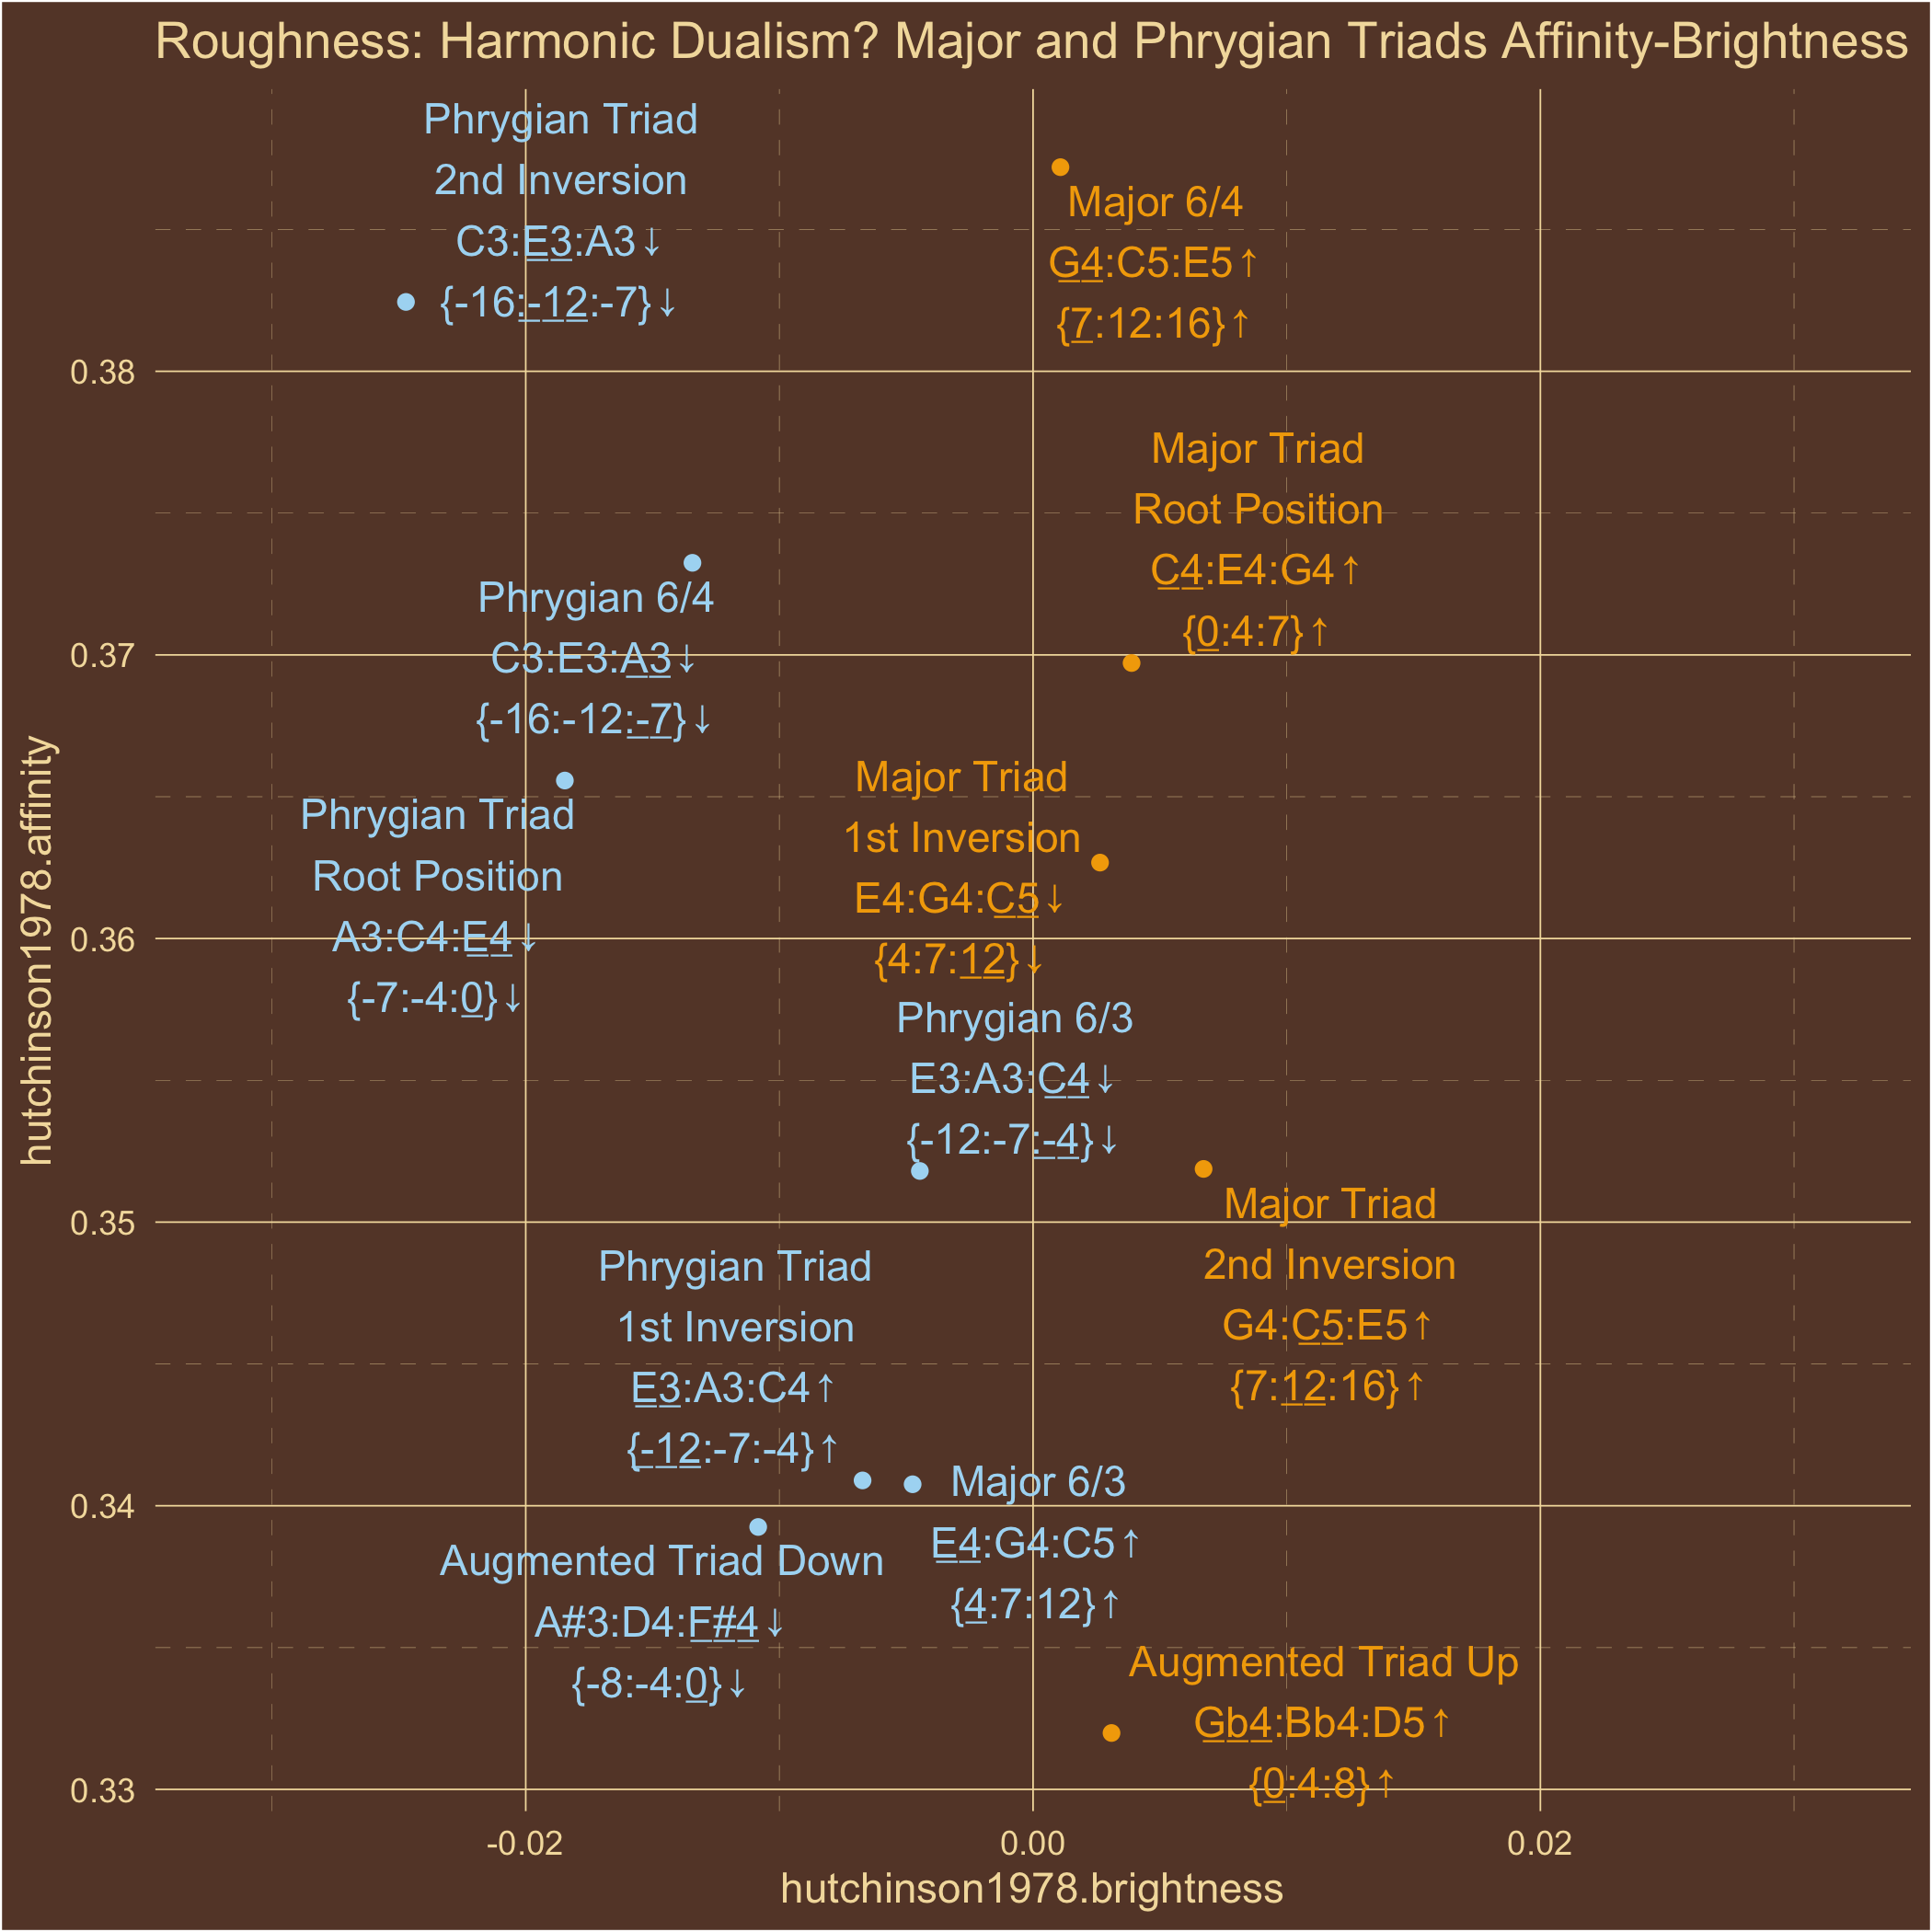 Roughness: Harmonic Dualism? Major and Phrygian Triads Affinity-Brightness
Phrygian Triad
2nd Inversion
C3:E3:A3↓
{-16:-12:-7}↓
Major 6/4
G4:C5:E5↑
{7:12:16}↑
Major Triad
Root Position
C4:E4:G4↑
{0:4:7}↑
Phrygian 6/4
C3:E3:A3↓
{-16:-12:-7}↓
Phrygian Triad
Root Position
A3:C4:E4↓
{-7:-4:0}↓
Major Triad
1st Inversion
E4:G4:C5↓
{4:7:12}↓
Phrygian 6/3
E3:A3:C4↓
{-12:-7:-4}↓
Major Triad
2nd Inversion
G4:C5:E5↑
{7:12:16}↑
Phrygian Triad
1st Inversion
E3:A3:C4↑
{-12:-7:-4}↑
Major 6/3
E4:G4:C5↑
{4:7:12}↑
Augmented Triad Down
A#3:D4:F#4↓
{-8:-4:0}↓
Augmented Triad Up
Gb4:Bb4:D5↑
{0:4:8}↑
0.38
0.37
0.36
0.35
0.34
0.33
hutchinson1978.affinity
-0.02
0.00
0.02
hutchinson1978.brightness